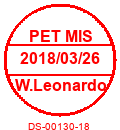 PET MIS
2018/03/26
W.Leonardo
DS-00130-18